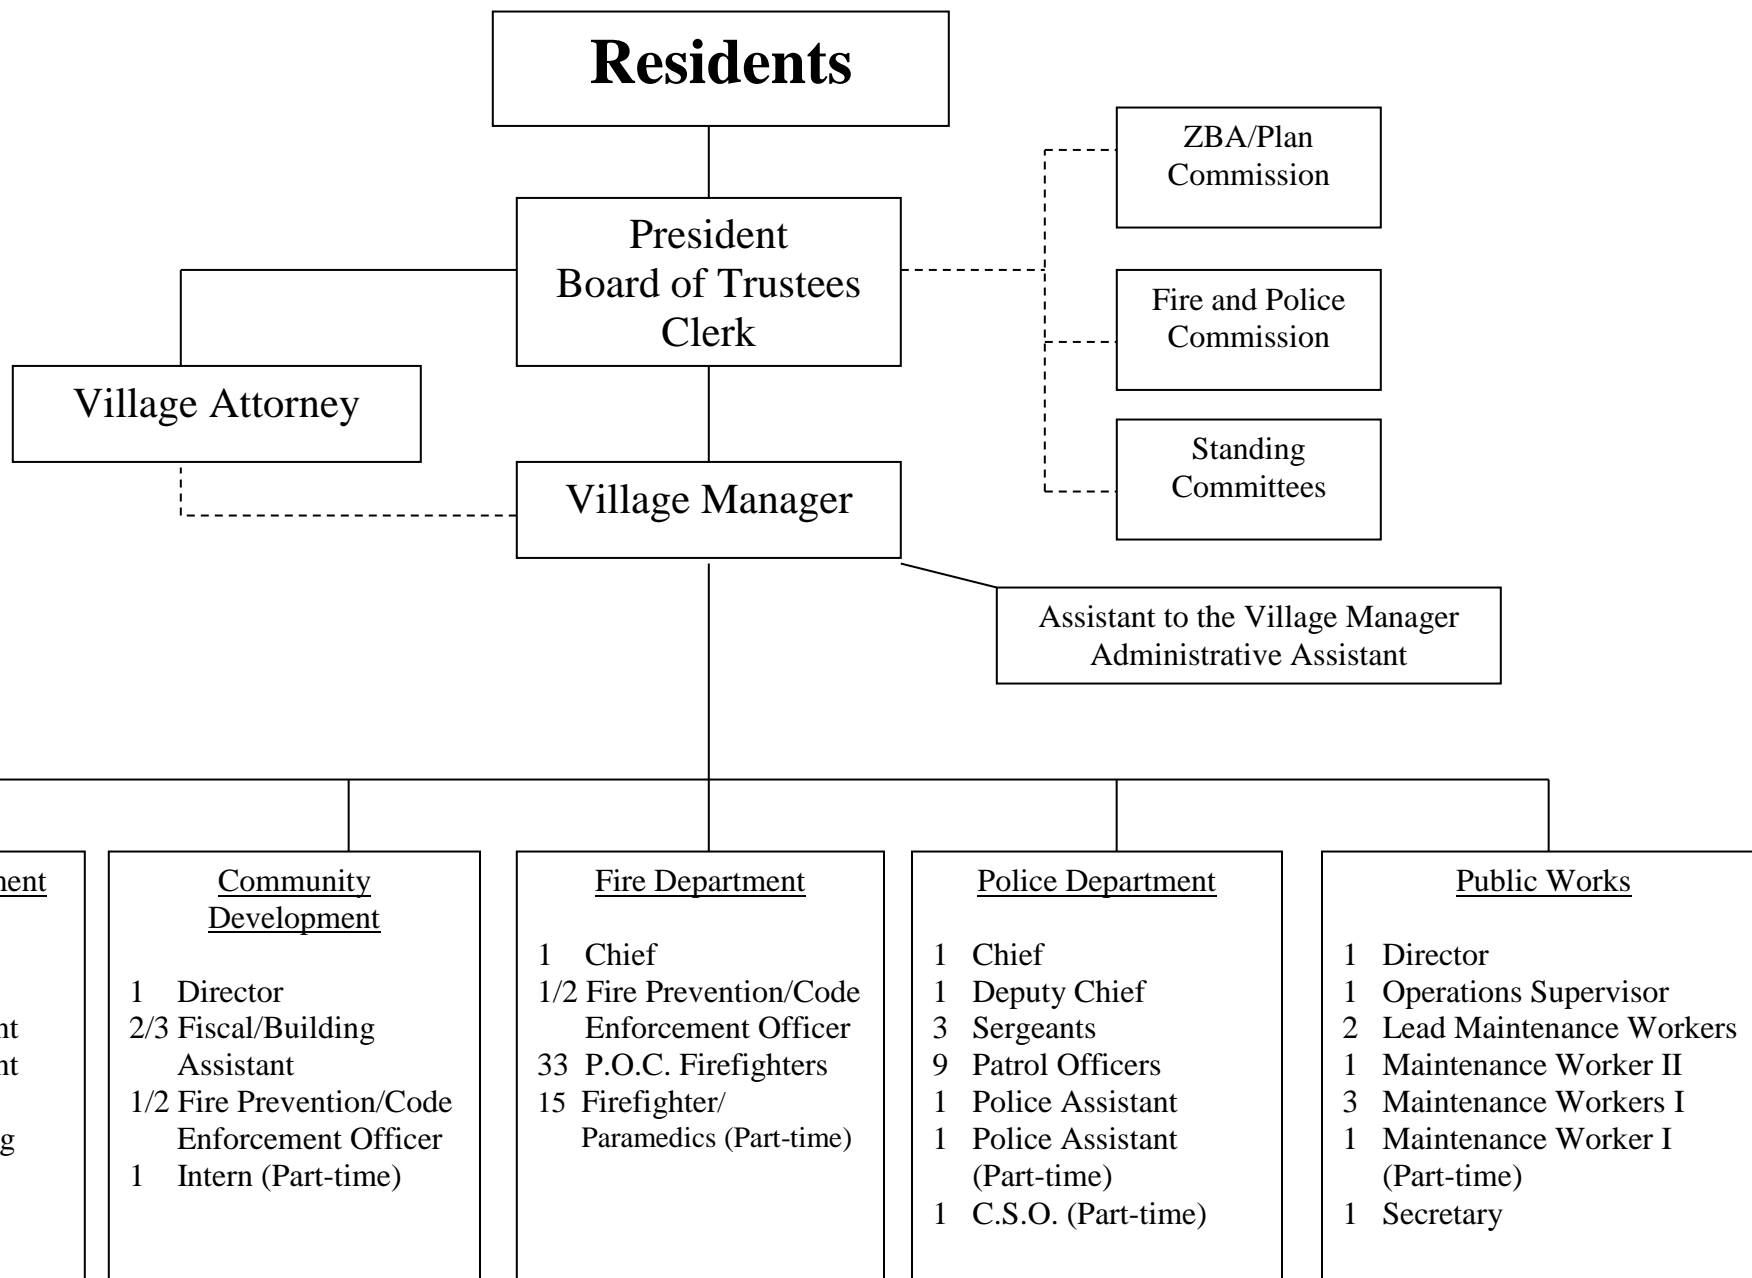 Residents
ZBA/Plan
Commission
President
Board of Trustees
Clerk
Fire and Police
Commission
Village Attorney
Standing
Committees
Village Manager
Assistant to the Village Manager
Administrative Assistant
Community
Development
1 Director
2/3 Fiscal/Building
Assistant
1/2 Fire Prevention/Code
Enforcement Officer
1 Intern (Part-time)
Fire Department
1 Chief
1/2 Fire Prevention/Code
Enforcement Officer
33 P.O.C. Firefighters
15 Firefighter/
Paramedics (Part-time)
Police Department
1 Chief
1 Deputy Chief
3 Sergeants
9 Patrol Officers
1 Police Assistant
1 Police Assistant
(Part-time)
1 C.S.O. (Part-time)
Public Works
1 Director
1 Operations Supervisor
2 Lead Maintenance Workers
1 Maintenance Worker II
3 Maintenance Workers I
1 Maintenance Worker I
(Part-time)
1 Secretary